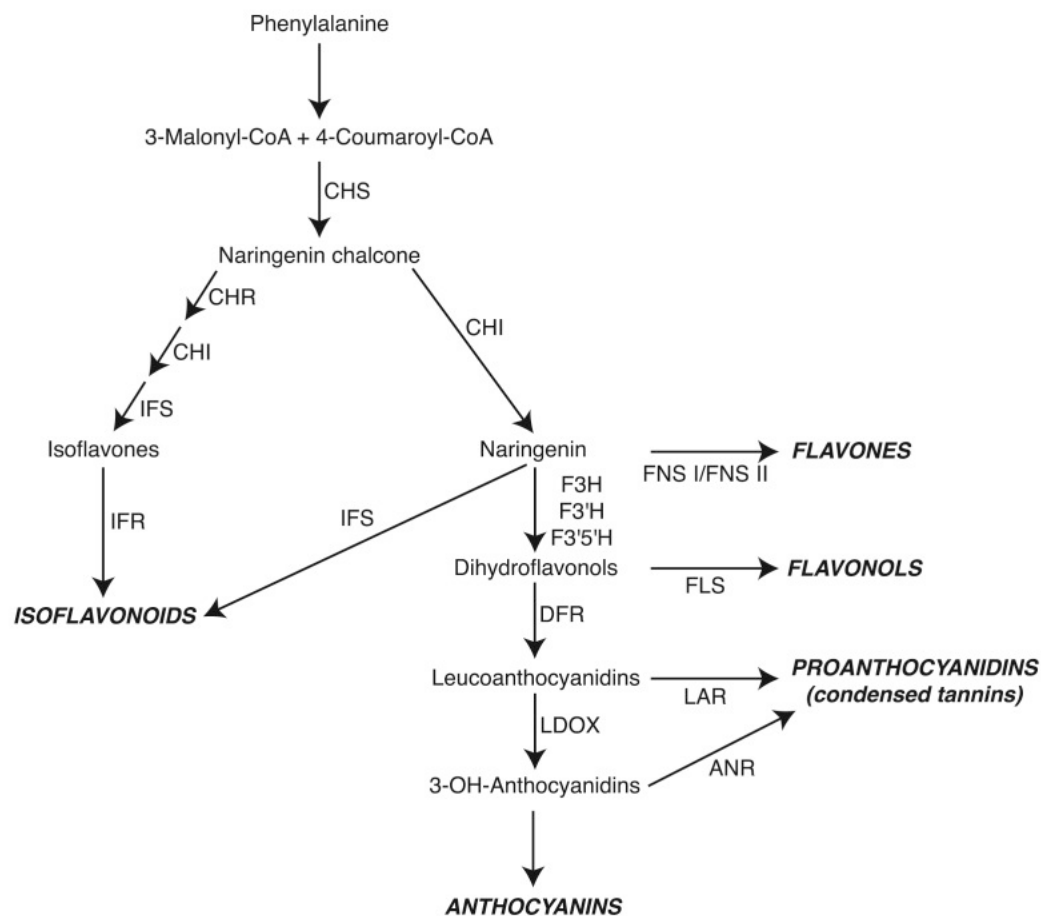 Phenylalanine
3-Malonyl-CoA + 4-Coumaroyl-CoA
CHS
Naringenin chalcone
CHR
CHI
CHI
IFS
Isoflavones
Naringenin
FLAVONES
FNS I/FNS II
F3H
F3'H
F3'5'H
IFR
IFS
Dihydroflavonols
FLAVONOLS
FLS
ISOFLAVONOIDS
DFR
Leucoanthocyanidins
PROANTHOCYANIDINS
(condensed tannins)
LAR
LDOX
ANR
3-OH-Anthocyanidins
ANTHOCYANINS